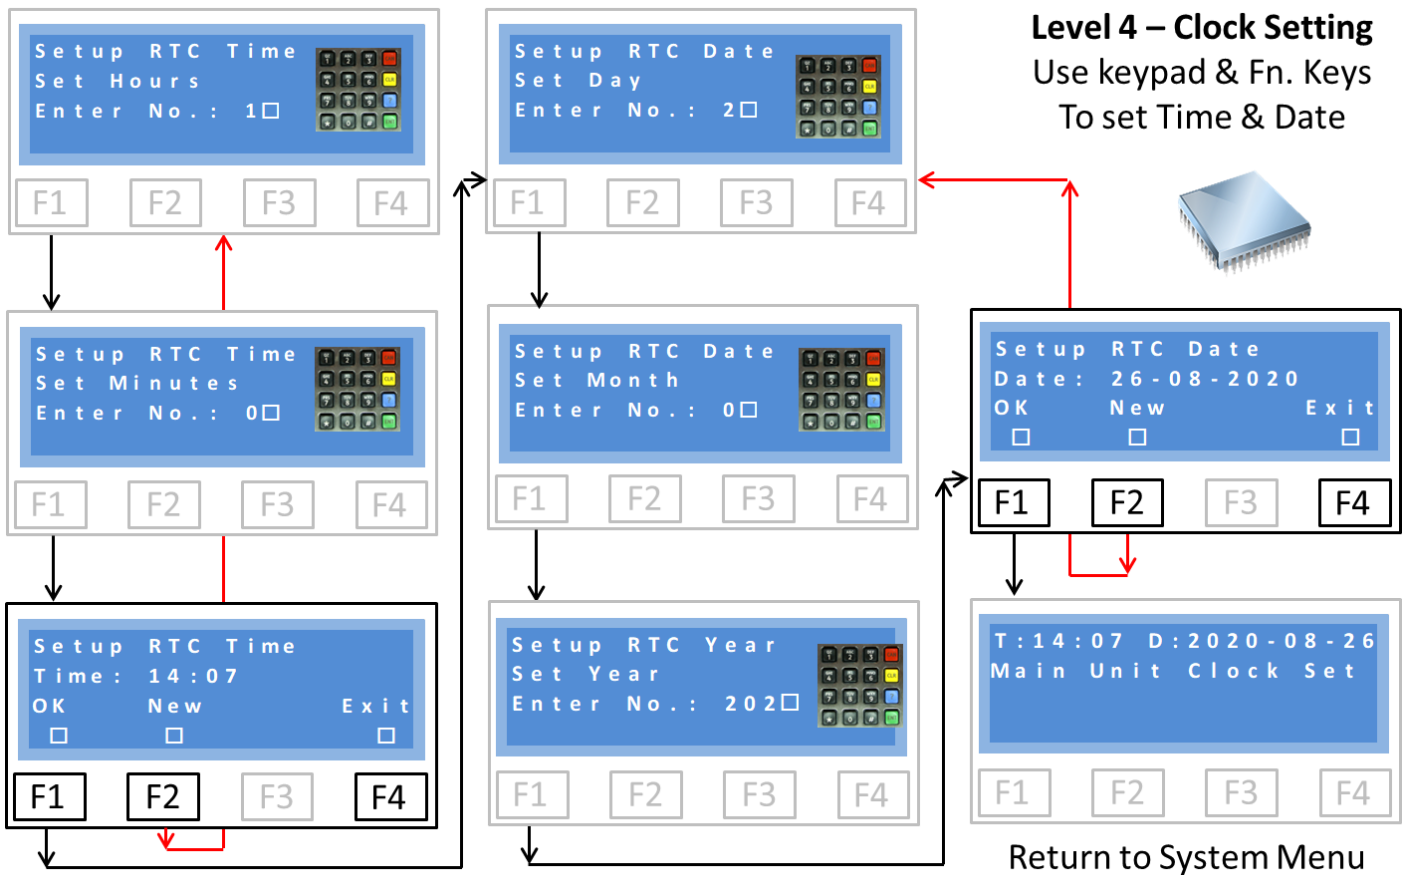 Setup RTC Time
Set Hours
Enter No.: 1□
F1 F2 F3 F4
Setup RTC Time
Set Minutes
Enter No.: 0□
F1 F2 F3 F4
Setup RTC Time
Time: 14:07
OK New Exit
F1 F2 F3 F4
Setup RTC Date
Set Day
Enter No.: 2□
F1 F2 F3 F4
Setup RTC Date
Set Month
Enter No.: 0□
F1 F2 F3 F4
Setup RTC Year
Set Year
Enter No.: 202□
F1 F2 F3 F4
Level 4 – Clock Setting
Use keypad & Fn. Keys
To set Time & Date
Setup RTC Date
Date: 26-08-2020
OK New Exit
F1 F2 F3 F4
T:14:07 D:2020-08-26
Main Unit Clock Set
F1 F2 F3 F4
Return to System Menu